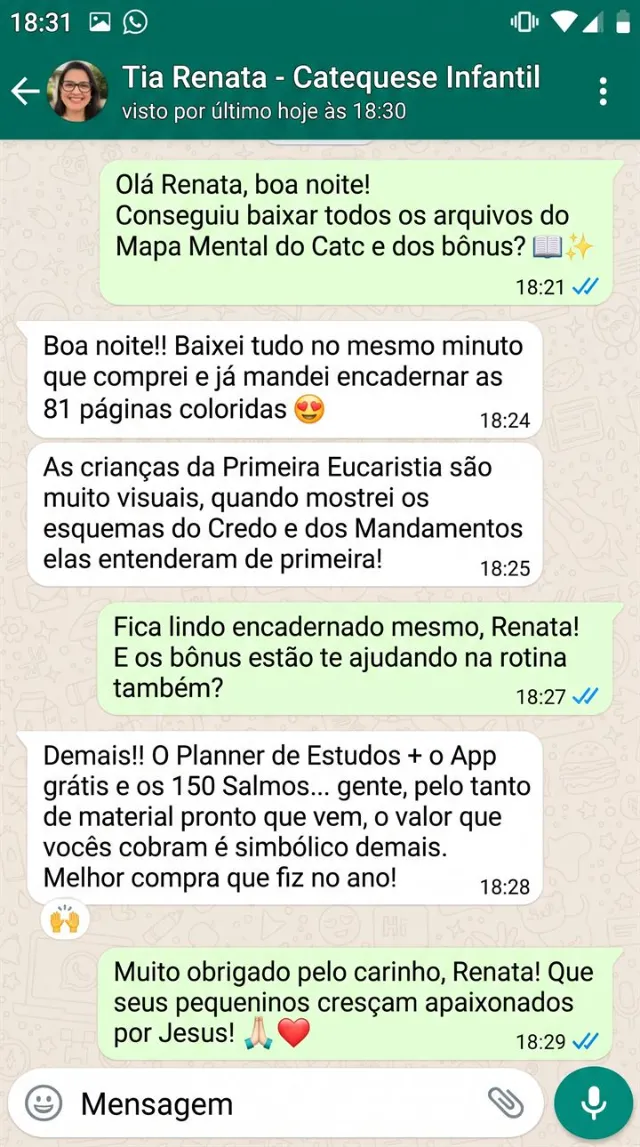 18:31
Tia Renata - Catequese Infantil
visto por último hoje às 18:30
Olá Renata, boa noite!
Conseguiu baixar todos os arquivos do
Mapa Mental do Catc e dos bônus? 📖✨
18:21
Boa noite!! Baixei tudo no mesmo minuto
que comprei e já mandei encadernar as
81 páginas coloridas 😍
18:24
As crianças da Primeira Eucaristia são
muito visuais, quando mostrei os
esquemas do Credo e dos Mandamentos
elas entenderam de primeira!
18:25
Fica lindo encadernado mesmo, Renata!
E os bônus estão te ajudando na rotina
também?
18:27
Demais!! O Planner de Estudos + o App
grátis e os 150 Salmos... gente, pelo tanto
de material pronto que vem, o valor que
vocês cobram é simbólico demais.
Melhor compra que fiz no ano!
18:28
🙌
Muito obrigado pelo carinho, Renata! Que
seus pequeninos cresçam apaixonados
por Jesus! 🙏🏻❤️
18:29
Mensagem